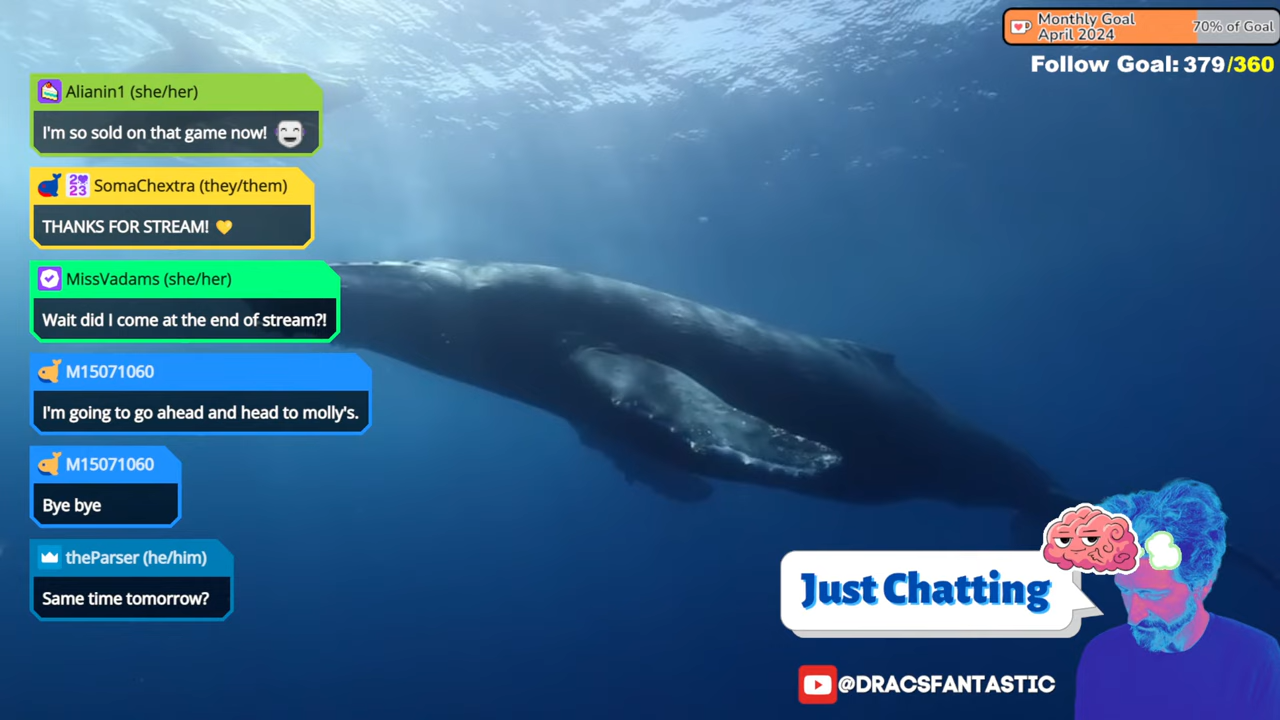 Monthly Goal
April 2024
70% of Goal
Follow Goal: 379/360
Alianin1 (she/her)
I'm so sold on that game now!
2023 SomaChextra (they/them)
THANKS FOR STREAM!
MissVadams (she/her)
Wait did I come at the end of stream?!
M15071060
I'm going to go ahead and head to molly's.
M15071060
Bye bye
theParser (he/him)
Same time tomorrow?
Just Chatting
@DRACSFANTASTIC